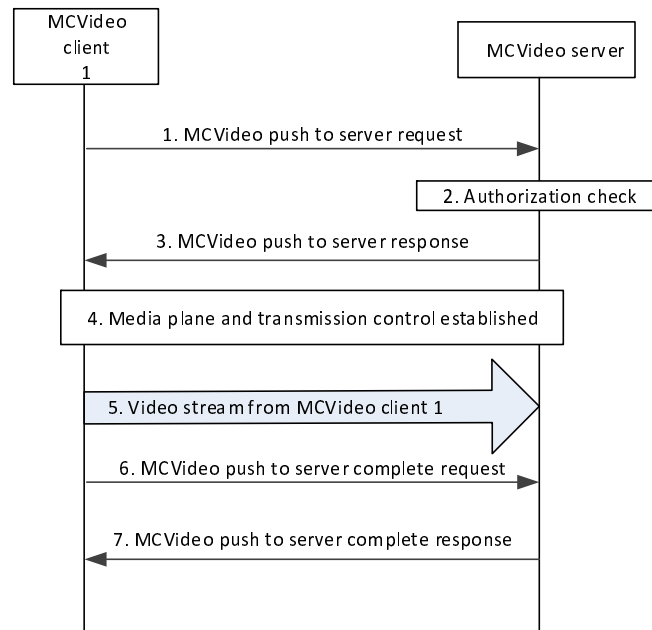 MCVideo
client
1
MCVideo server
1. MCVideo push to server request
2. Authorization check
3. MCVideo push to server response
4. Media plane and transmission control established
5. Video stream from MCVideo client 1
6. MCVideo push to server complete request
7. MCVideo push to server complete response